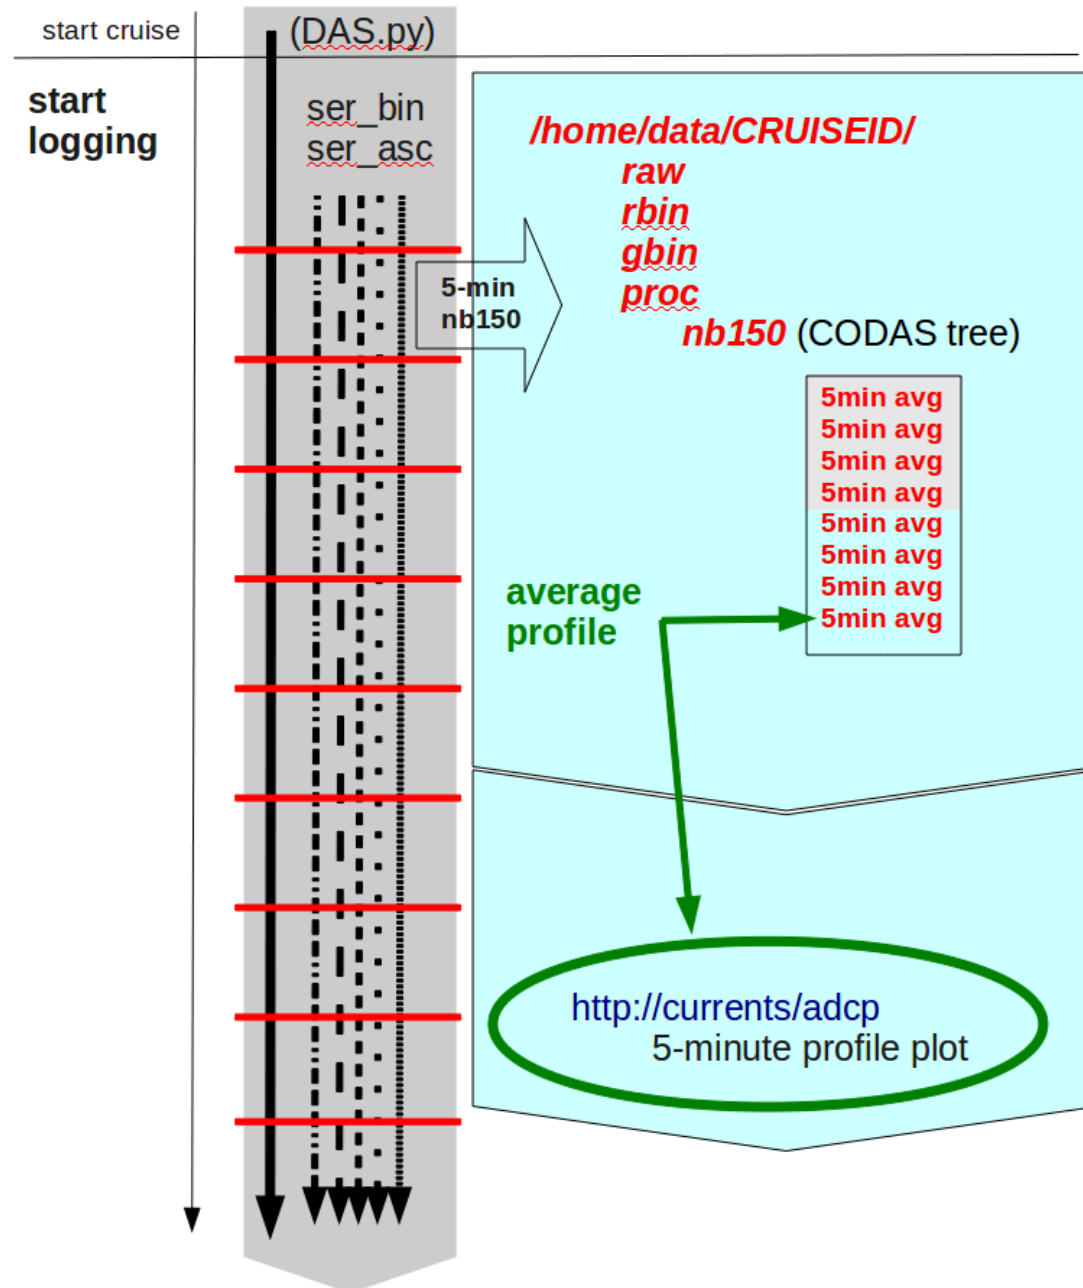 start cruise
(DAS.py)
start
logging
ser_bin
ser_asc
/home/data/CRUISEID/
raw
rbin
gbin
proc
nb150 (CODAS tree)
5-min
nb150
5min avg
5min avg
5min avg
5min avg
5min avg
5min avg
5min avg
5min avg
average
profile
http://currents/adcp
5-minute profile plot